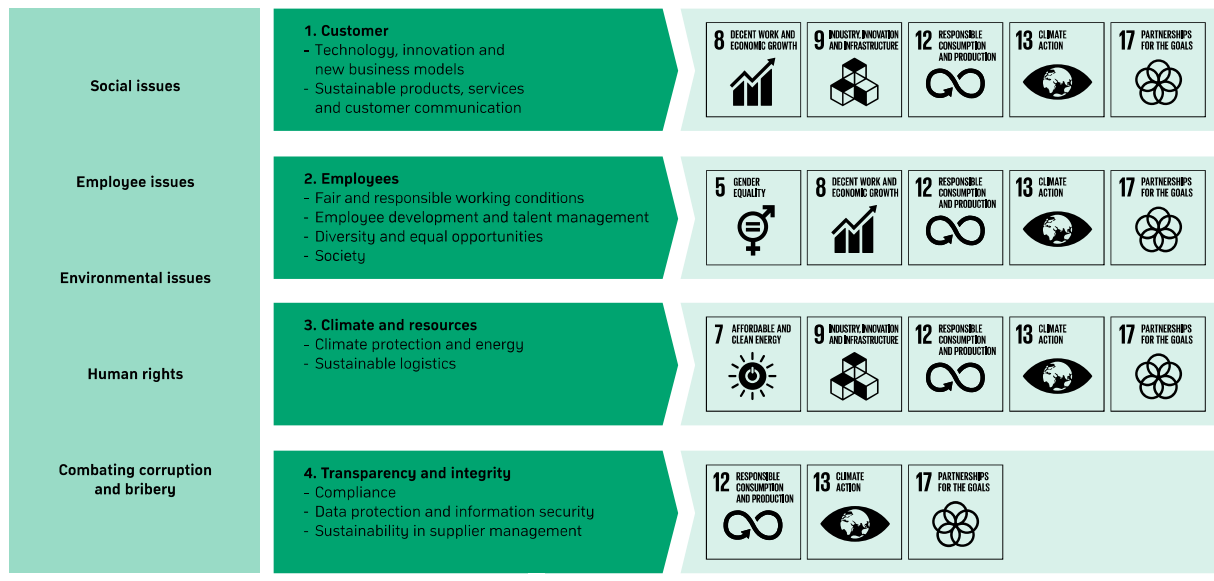 Social issues
Employee issues
Environmental issues
Human rights
Combating corruption
and bribery
1. Customer
- Technology, innovation and
new business models
- Sustainable products, services
and customer communication
8 DECENT WORK AND
ECONOMIC GROWTH
9 INDUSTRY, INNOVATION
AND INFRASTRUCTURE
12 RESPONSIBLE
CONSUMPTION
AND PRODUCTION
13 CLIMATE
ACTION
17 PARTNERSHIPS
FOR THE GOALS
2. Employees
- Fair and responsible working conditions
- Employee development and talent management
- Diversity and equal opportunities
- Society
5 GENDER
EQUALITY
8 DECENT WORK AND
ECONOMIC GROWTH
12 RESPONSIBLE
CONSUMPTION
AND PRODUCTION
13 CLIMATE
ACTION
17 PARTNERSHIPS
FOR THE GOALS
3. Climate and resources
- Climate protection and energy
- Sustainable logistics
7 AFFORDABLE AND
CLEAN ENERGY
9 INDUSTRY, INNOVATION
AND INFRASTRUCTURE
12 RESPONSIBLE
CONSUMPTION
AND PRODUCTION
13 CLIMATE
ACTION
17 PARTNERSHIPS
FOR THE GOALS
4. Transparency and integrity
- Compliance
- Data protection and information security
- Sustainability in supplier management
12 RESPONSIBLE
CONSUMPTION
AND PRODUCTION
13 CLIMATE
ACTION
17 PARTNERSHIPS
FOR THE GOALS